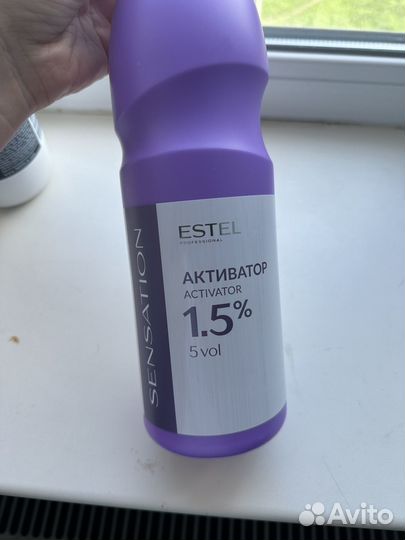 ESTEL
PROFESSIONAL
АКТИВАТОР
ACTIVATOR
1.5%
5 vol
SENSATION
Avito